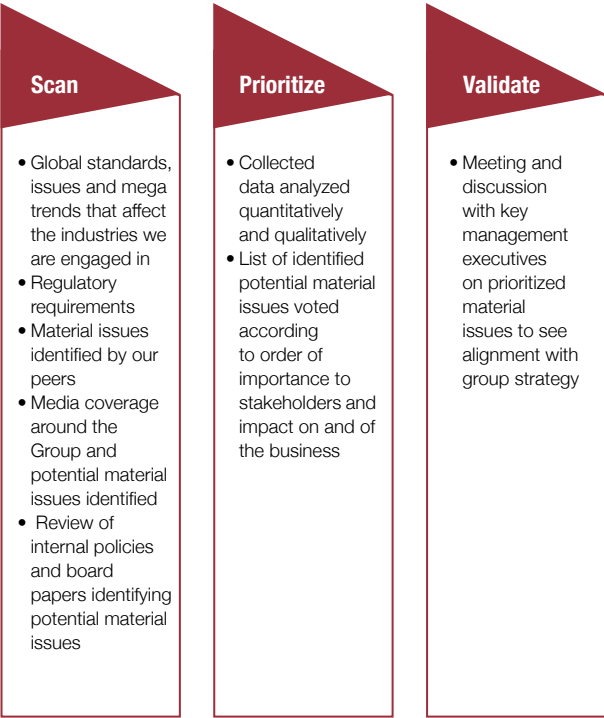 Scan
• Global standards,
issues and mega
trends that affect
the industries we
are engaged in
• Regulatory
requirements
• Material issues
identified by our
peers
• Media coverage
around the
Group and
potential material
issues identified
• Review of
internal policies
and board
papers identifying
potential material
issues
Prioritize
• Collected
data analyzed
quantitatively
and qualitatively
• List of identified
potential material
issues voted
according
to order of
importance to
stakeholders and
impact on and of
the business
Validate
• Meeting and
discussion
with key
management
executives
on prioritized
material
issues to see
alignment with
group strategy